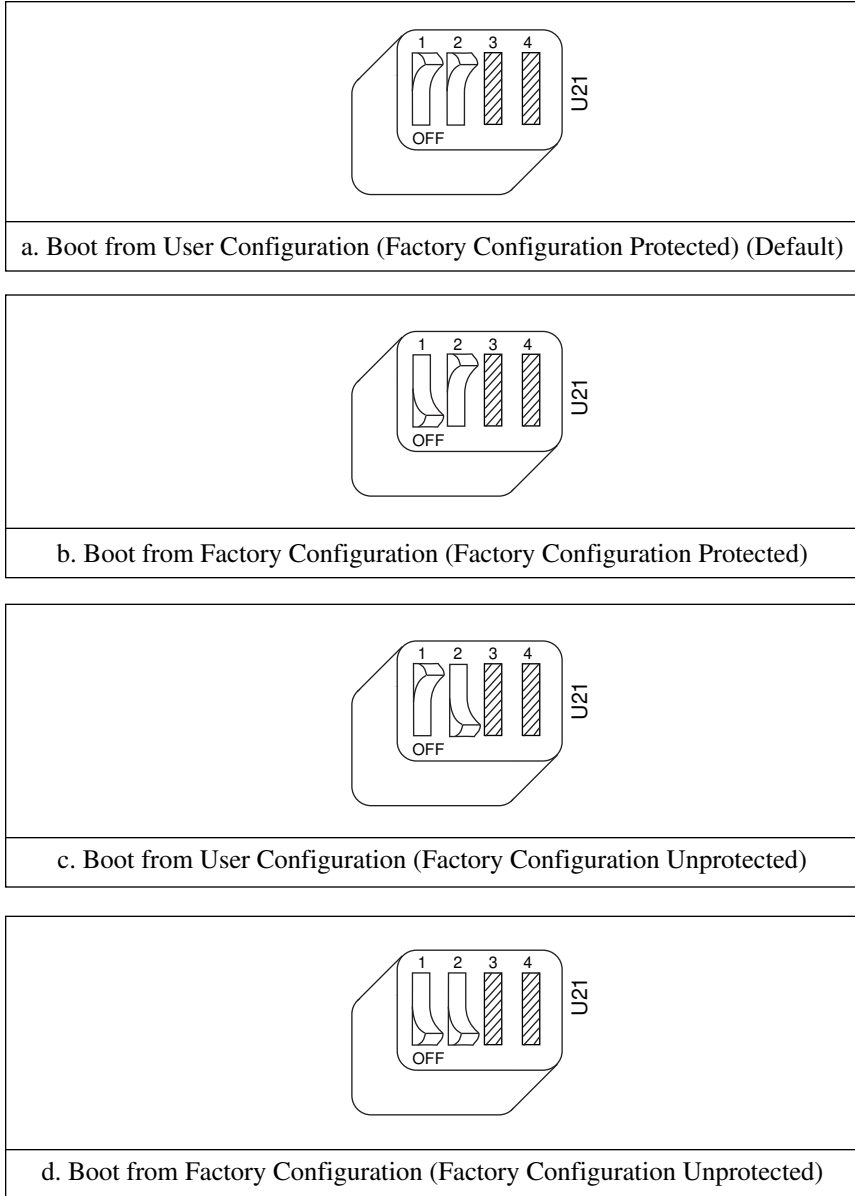 1 2 3 4
U21
OFF
a. Boot from User Configuration (Factory Configuration Protected) (Default)
1 2 3 4
U21
OFF
b. Boot from Factory Configuration (Factory Configuration Protected)
1 2 3 4
U21
OFF
c. Boot from User Configuration (Factory Configuration Unprotected)
1 2 3 4
U21
OFF
d. Boot from Factory Configuration (Factory Configuration Unprotected)